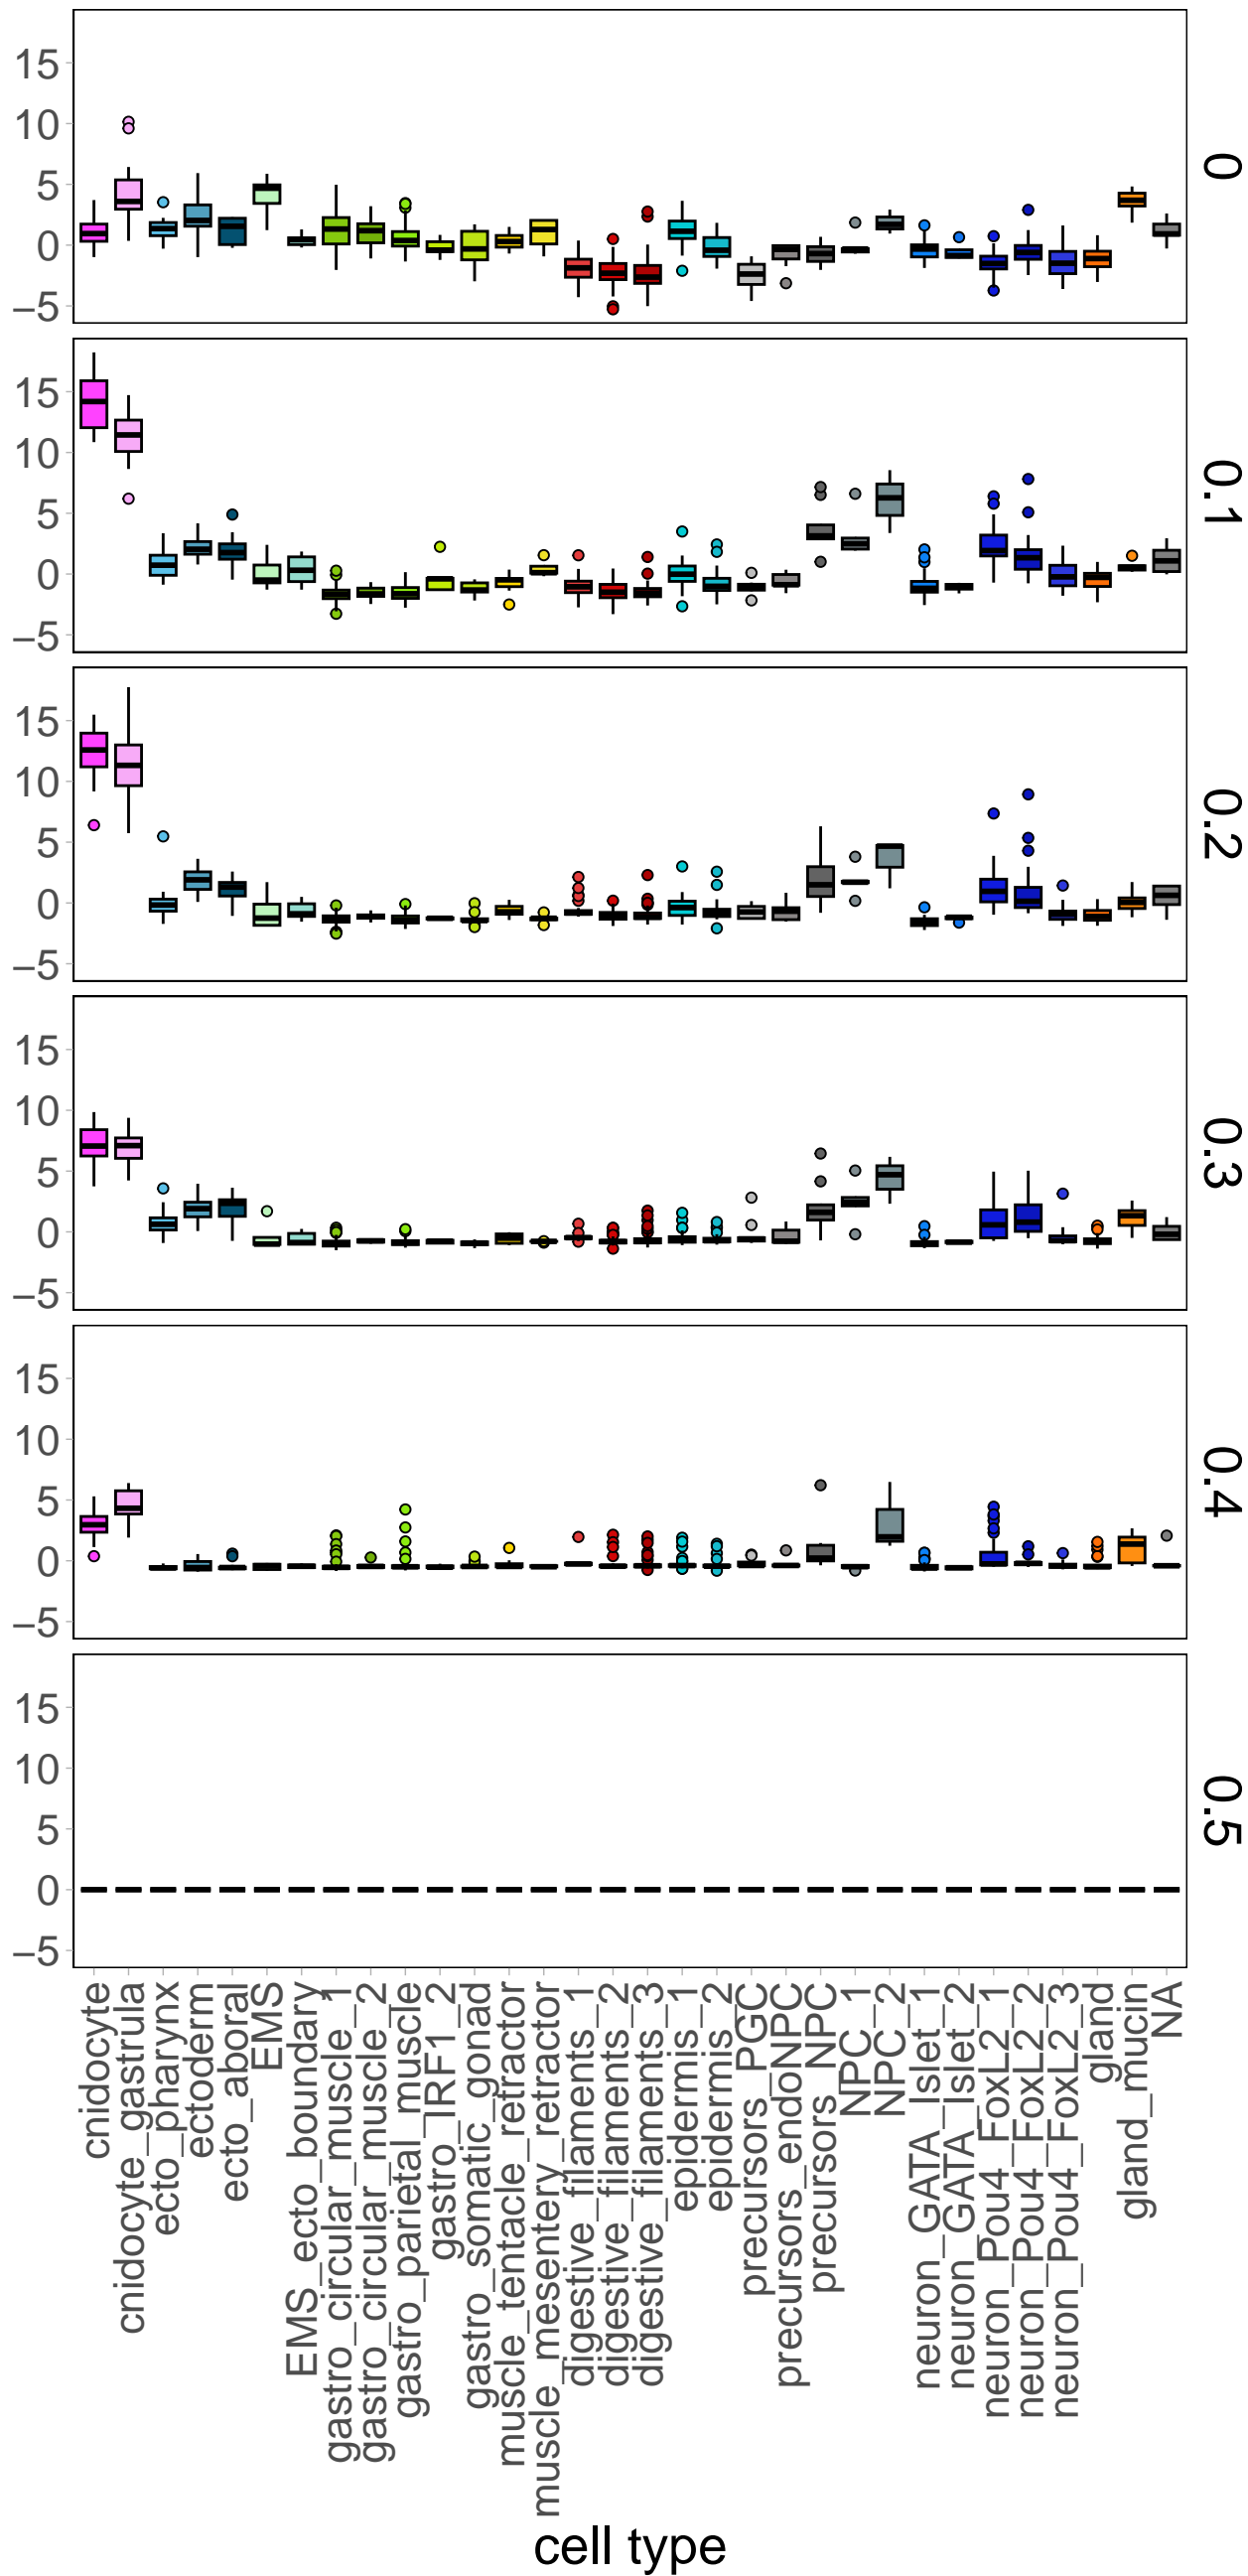 15
10
5
0
−5
0
15
10
5
0
−5
0.1
15
10
5
0
−5
0.2
15
10
5
0
−5
0.3
15
10
5
0
−5
0.4
15
10
5
0
−5
0.5
cnidocyte
cnidocyte_gastrula
ecto_pharynx
ectoderm
ecto_aboral
EMS
EMS_ecto_boundary
gastro_circular_muscle_1
gastro_circular_muscle_2
gastro_parietal_muscle
gastro_IRF1_2
gastro_somatic_gonad
muscle_tentacle_retractor
muscle_mesentery_retractor
digestive_filaments_1
digestive_filaments_2
digestive_filaments_3
epidermis_1
epidermis_2
precursors_PGC
precursors_endoNPC
precursors_NPC
NPC_1
NPC_2
neuron_GATA_Islet_1
neuron_GATA_Islet_2
neuron_Pou4_FoxL2_1
neuron_Pou4_FoxL2_2
neuron_Pou4_FoxL2_3
gland
gland_mucin
NA
cell type